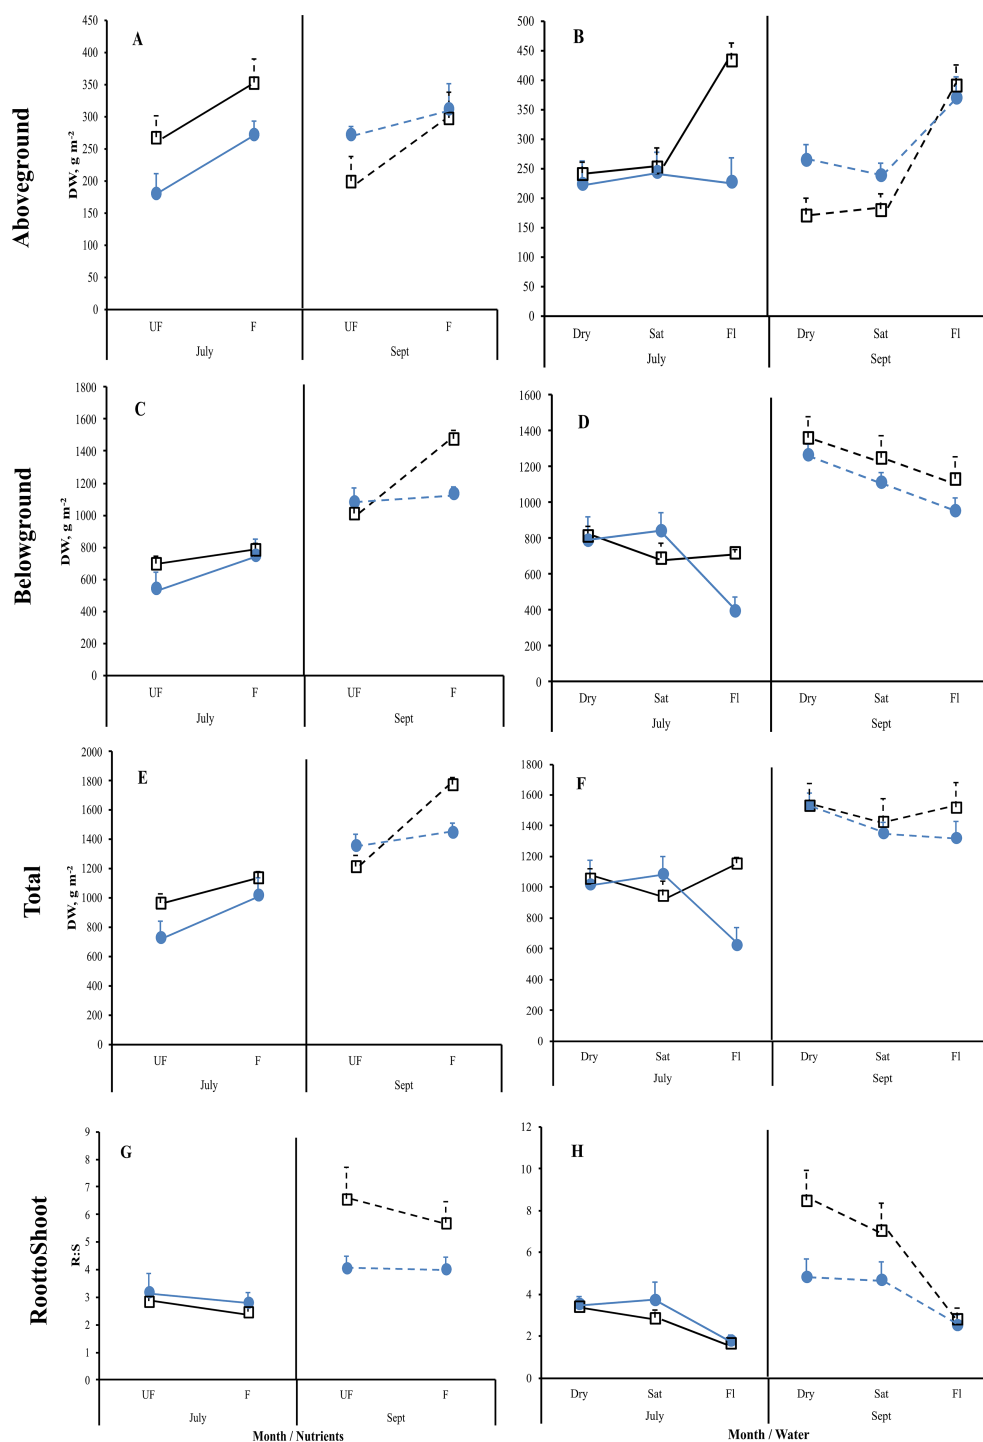 Aboveground
DW, g m⁻²
A
450
400
350
300
250
200
150
100
50
0
UF
F
UF
F
July
Sept
B
500
450
400
350
300
250
200
150
100
50
0
Dry
Sat
Fl
Dry
Sat
Fl
July
Sept
Belowground
DW, g m⁻²
C
1800
1600
1400
1200
1000
800
600
400
200
0
UF
F
UF
F
July
Sept
D
1600
1400
1200
1000
800
600
400
200
0
Dry
Sat
Fl
Dry
Sat
Fl
July
Sept
Total
DW, g m⁻²
E
2000
1800
1600
1400
1200
1000
800
600
400
200
0
UF
F
UF
F
July
Sept
F
1800
1600
1400
1200
1000
800
600
400
200
0
Dry
Sat
Fl
Dry
Sat
Fl
July
Sept
RoottoShoot
R:S
G
9
8
7
6
5
4
3
2
1
0
UF
F
UF
F
July
Sept
Month / Nutrients
H
12
10
8
6
4
2
0
Dry
Sat
Fl
Dry
Sat
Fl
July
Sept
Month / Water